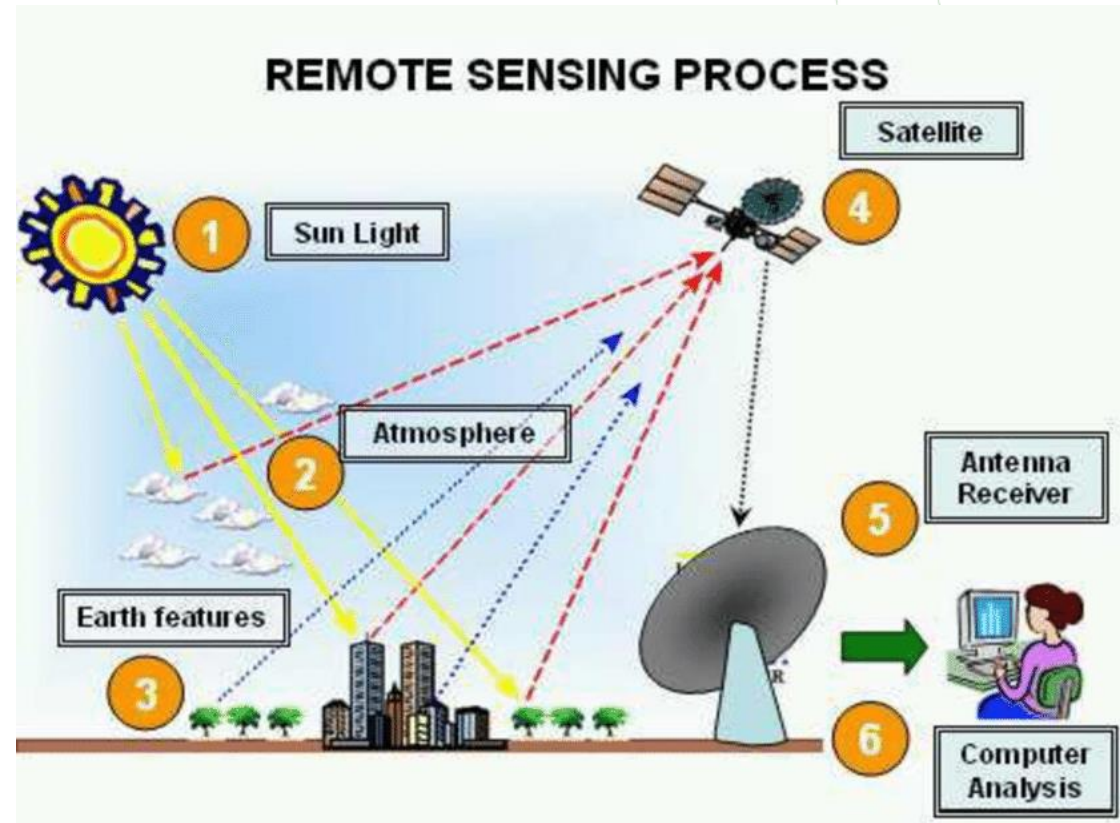 REMOTE SENSING PROCESS
Satellite
4
1
Sun Light
Atmosphere
2
Antenna
Receiver
5
Earth features
3
R
6
Computer
Analysis